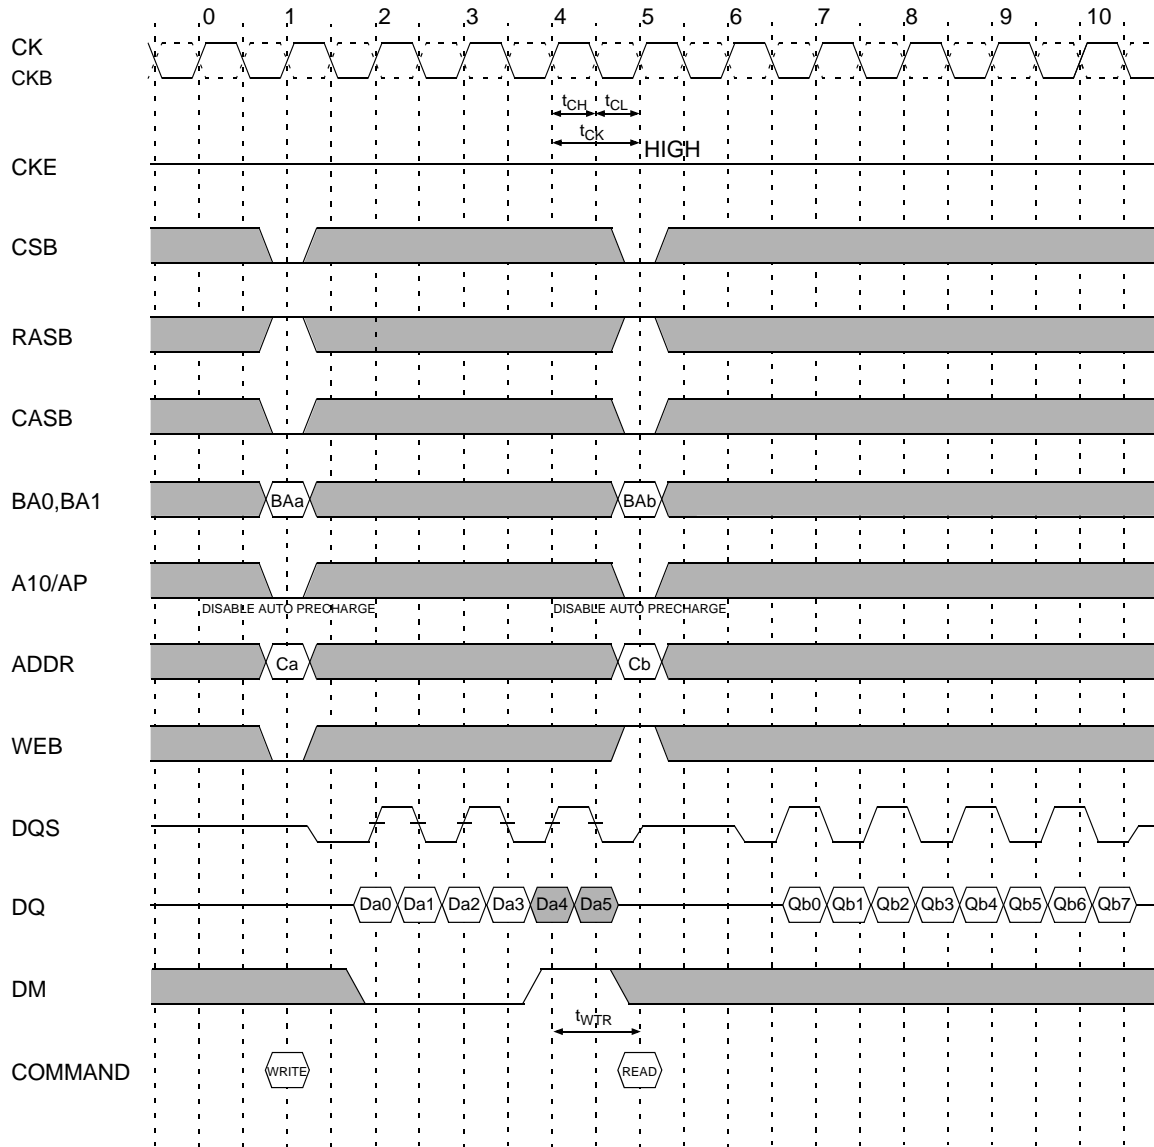 0 1 2 3 4 5 6 7 8 9 10
CK
CKB
tCH tCL
tCK
HIGH
CKE
CSB
RASB
CASB
BA0,BA1 BAa BAb
A10/AP
DISABLE AUTO PRECHARGE DISABLE AUTO PRECHARGE
ADDR Ca Cb
WEB
DQS
DQ Da0 Da1 Da2 Da3 Da4 Da5 Qb0 Qb1 Qb2 Qb3 Qb4 Qb5 Qb6 Qb7
DM
tWTR
COMMAND WRITE READ